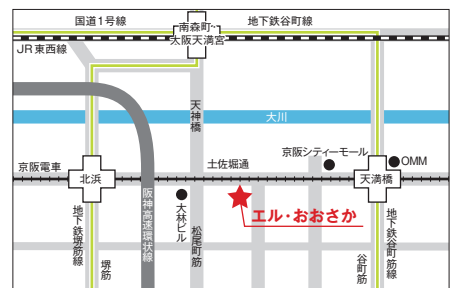 国道1号線
南森町・
大阪天満宮
地下鉄谷町線
JR東西線
天神橋
大川
京阪シティーモール
OMM
土佐堀通
京阪電車
北浜
天満橋
大林ビル
エル・おおさか
阪神高速環状線
地下鉄堺筋線
堺筋
松尾町筋
谷町筋
地下鉄谷町筋線